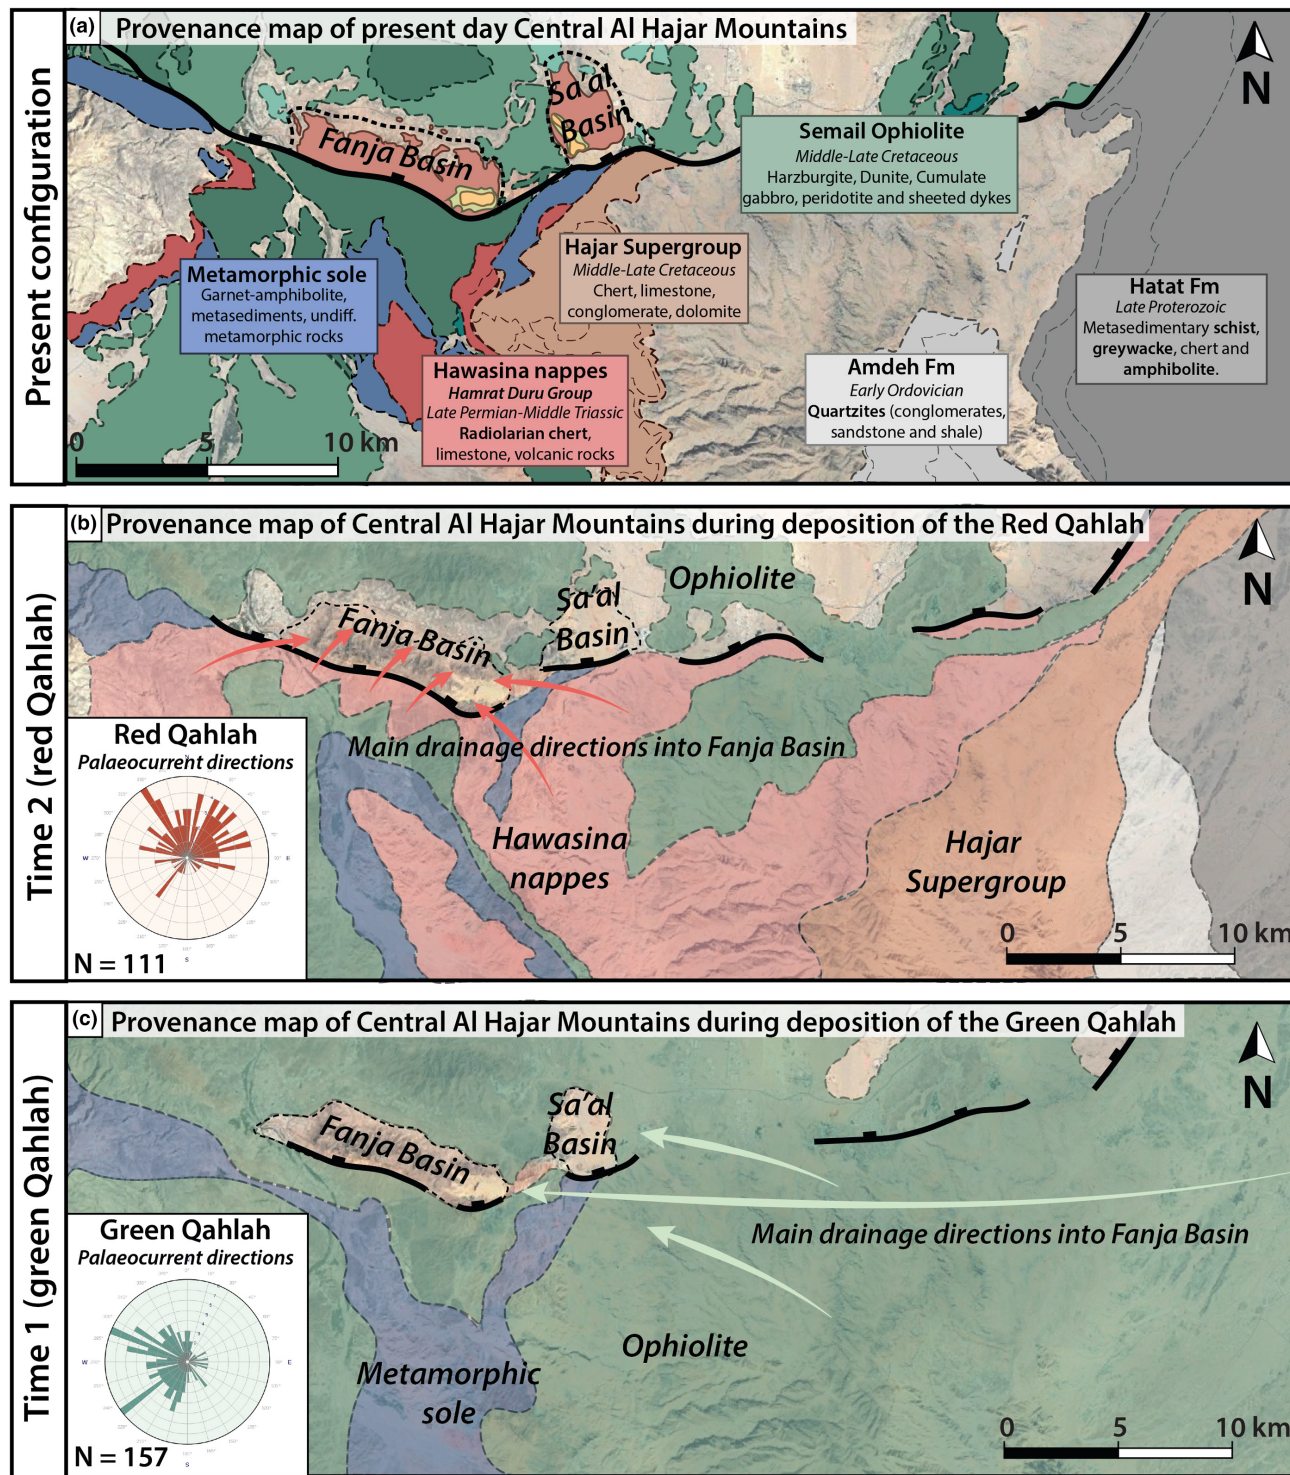 Present configuration
(a) Provenance map of present day Central Al Hajar Mountains
N
Sa'al
Basin
Fanja Basin
Semail Ophiolite
Middle-Late Cretaceous
Harzburgite, Dunite, Cumulate
gabbro, peridotite and sheeted dykes
Hajar Supergroup
Middle-Late Cretaceous
Chert, limestone,
conglomerate, dolomite
Metamorphic sole
Garnet-amphibolite,
metasediments, undiff.
metamorphic rocks
Hatat Fm
Late Proterozoic
Metasedimentary schist,
greywacke, chert and
amphibolite.
Hawasina nappes
Hamrat Duru Group
Late Permian-Middle Triassic
Radiolarian chert,
limestone, volcanic rocks
Amdeh Fm
Early Ordovician
Quartzites (conglomerates,
sandstone and shale)
0 5 10 km
Time 2 (red Qahlah)
(b) Provenance map of Central Al Hajar Mountains during deposition of the Red Qahlah
N
Ophiolite
Sa'al
Basin
Fanja Basin
Main drainage directions into Fanja Basin
Red Qahlah
Palaeocurrent directions
W
E
S
N = 111
Hawasina
nappes
Hajar
Supergroup
0 5 10 km
Time 1 (green Qahlah)
(c) Provenance map of Central Al Hajar Mountains during deposition of the Green Qahlah
N
Sa'al
Basin
Fanja Basin
Main drainage directions into Fanja Basin
Green Qahlah
Palaeocurrent directions
W
E
S
N = 157
Ophiolite
Metamorphic
sole
0 5 10 km